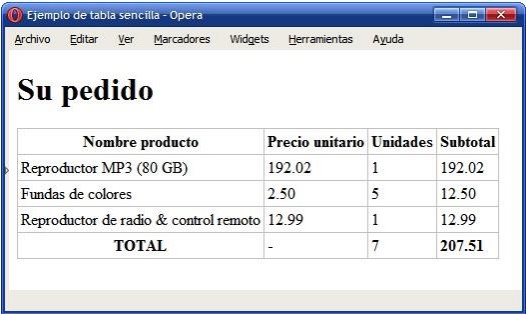 Ejemplo de tabla sencilla - Opera
Archivo Editar Ver Marcadores Widgets Herramientas Ayuda
Su pedido
Nombre producto Precio unitario Unidades Subtotal
Reproductor MP3 (80 GB) 192.02 1 192.02
Fundas de colores 2.50 5 12.50
Reproductor de radio & control remoto 12.99 1 12.99
TOTAL - 7 207.51